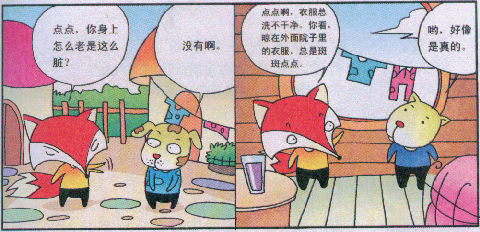 点点，你身上
怎么老是这么
脏？
没有啊。
点点啊，衣服总
洗不干净。你看，
晾在外面院子里
的衣服，总是斑
斑点点．
哟，好像
是真的。